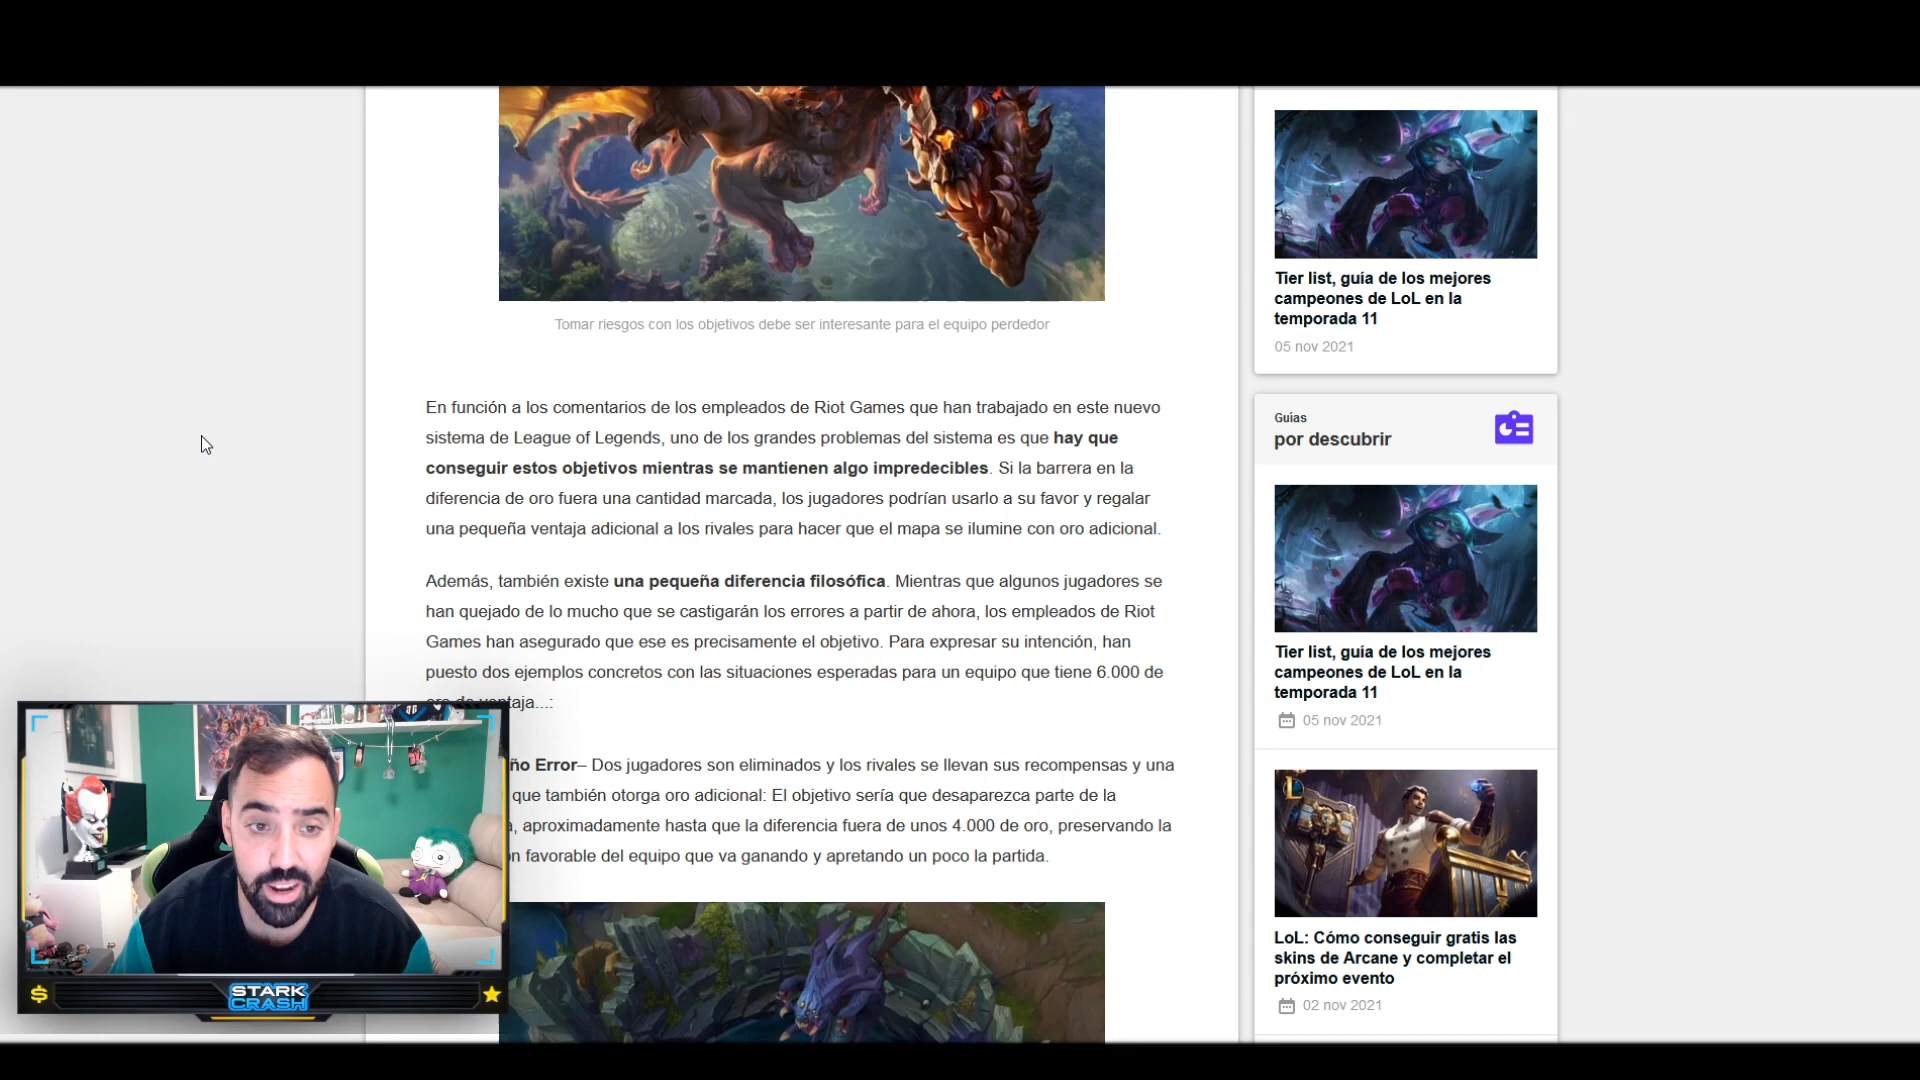 Tomar riesgos con los objetivos debe ser interesante para el equipo perdedor
En función a los comentarios de los empleados de Riot Games que han trabajado en este nuevo
sistema de League of Legends, uno de los grandes problemas del sistema es que hay que
conseguir estos objetivos mientras se mantienen algo impredecibles. Si la barrera en la
diferencia de oro fuera una cantidad marcada, los jugadores podrían usarlo a su favor y regalar
una pequeña ventaja adicional a los rivales para hacer que el mapa se ilumine con oro adicional.
Además, también existe una pequeña diferencia filosófica. Mientras que algunos jugadores se
han quejado de lo mucho que se castigarán los errores a partir de ahora, los empleados de Riot
Games han asegurado que ese es precisamente el objetivo. Para expresar su intención, han
puesto dos ejemplos concretos con las situaciones esperadas para un equipo que tiene 6.000 de
oro de ventaja...:
ño Error– Dos jugadores son eliminados y los rivales se llevan sus recompensas y una
que también otorga oro adicional: El objetivo sería que desaparezca parte de la
, aproximadamente hasta que la diferencia fuera de unos 4.000 de oro, preservando la
n favorable del equipo que va ganando y apretando un poco la partida.
STARK
CRASH
Tier list, guía de los mejores
campeones de LoL en la
temporada 11
05 nov 2021
Guías
por descubrir
Tier list, guía de los mejores
campeones de LoL en la
temporada 11
05 nov 2021
LoL: Cómo conseguir gratis las
skins de Arcane y completar el
próximo evento
02 nov 2021